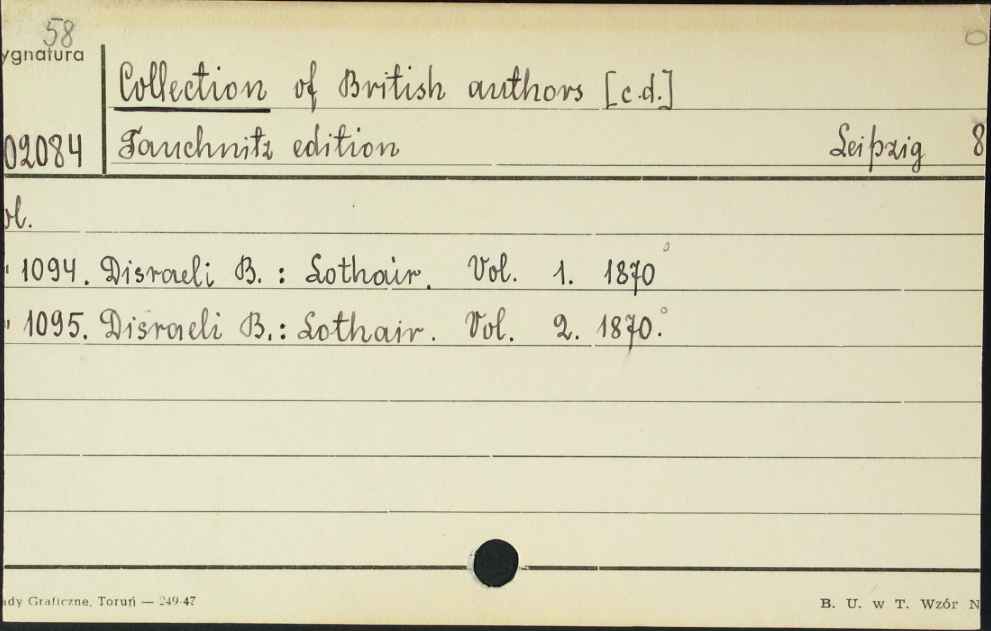 58
ygnatura
Collection of British authors [c.d.]
02084 Tauchnitz edition Leipzig 8
ol.
" 1094. Disraeli B. : Lothair. Vol. 1. 1870
" 1095. Disraeli B. : Lothair. Vol. 2. 1870.
ady Graficzne, Toruń — 249-47 B. U. w T. Wzór N